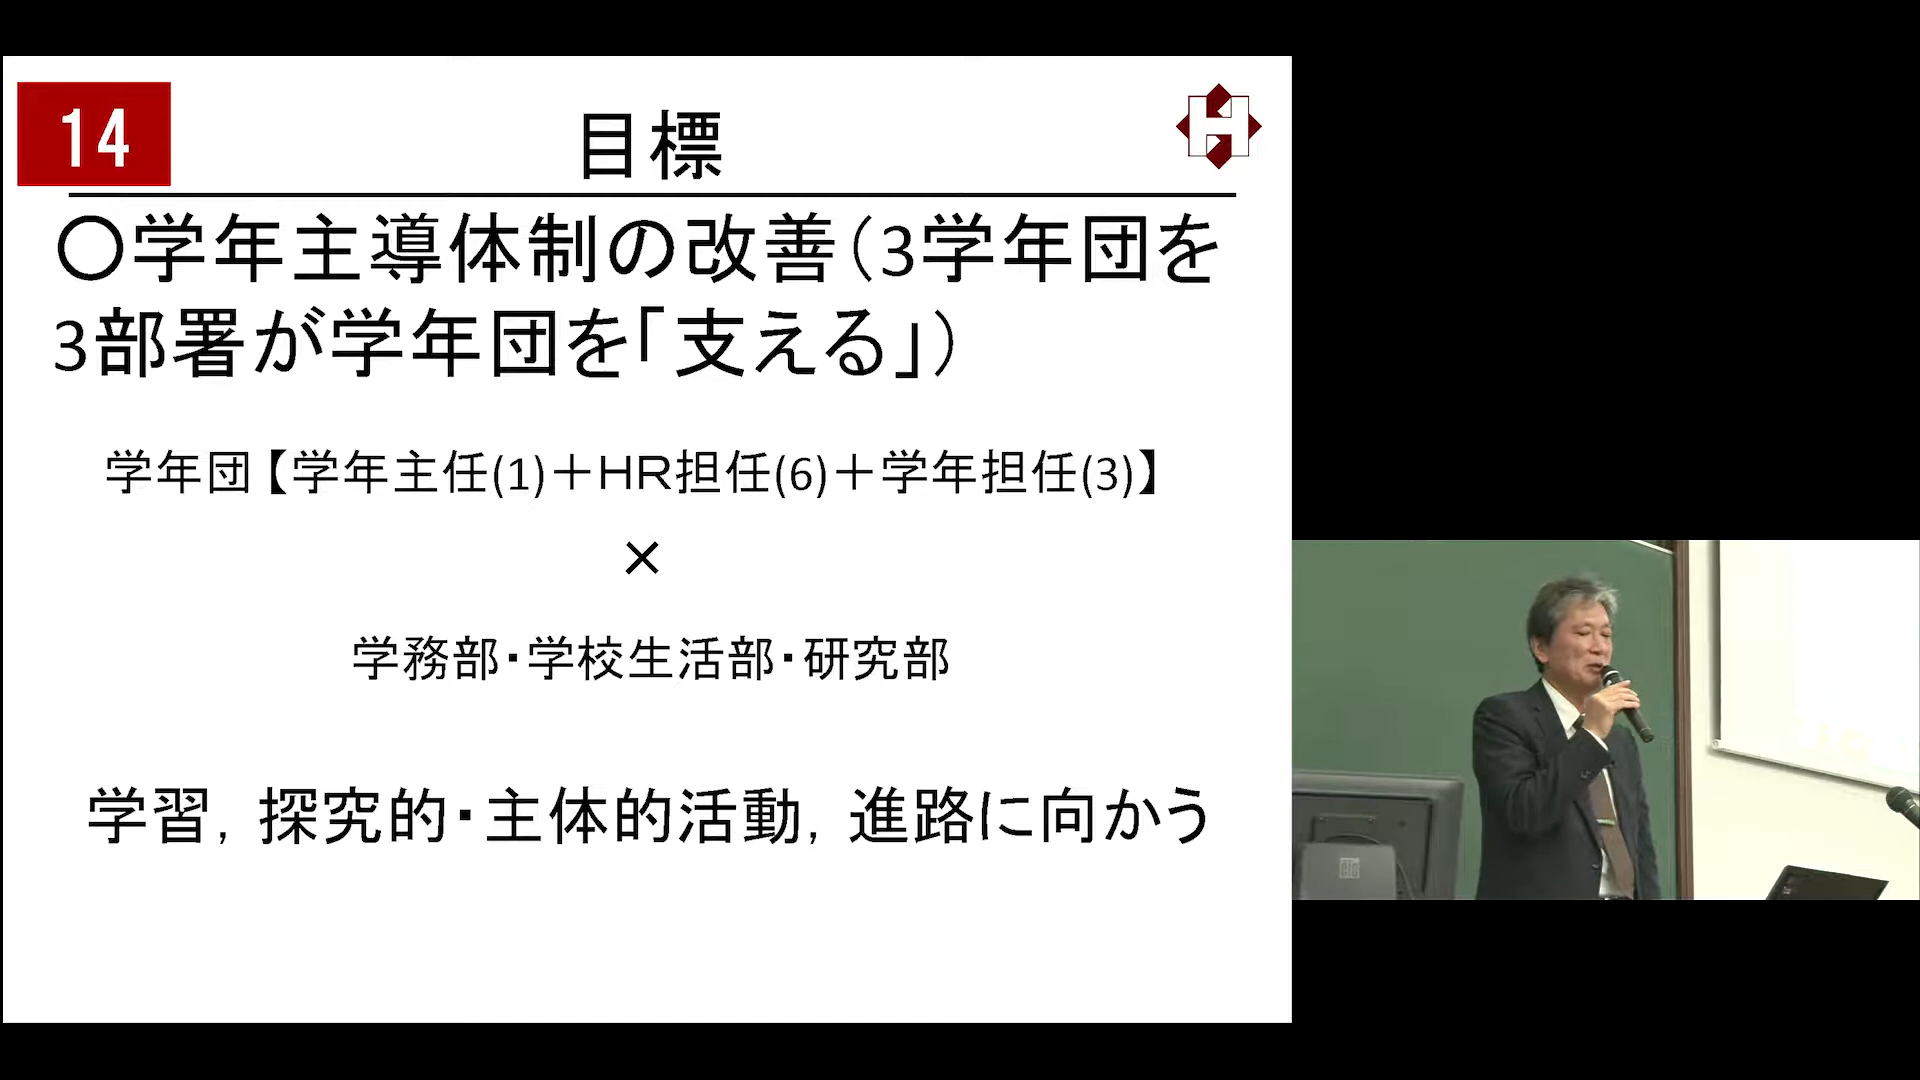 14
目標
〇学年主導体制の改善（3学年団を
3部署が学年団を「支える」）
学年団【学年主任(1)＋HR担任(6)＋学年担任(3)】
×
学務部・学校生活部・研究部
学習，探究的・主体的活動，進路に向かう